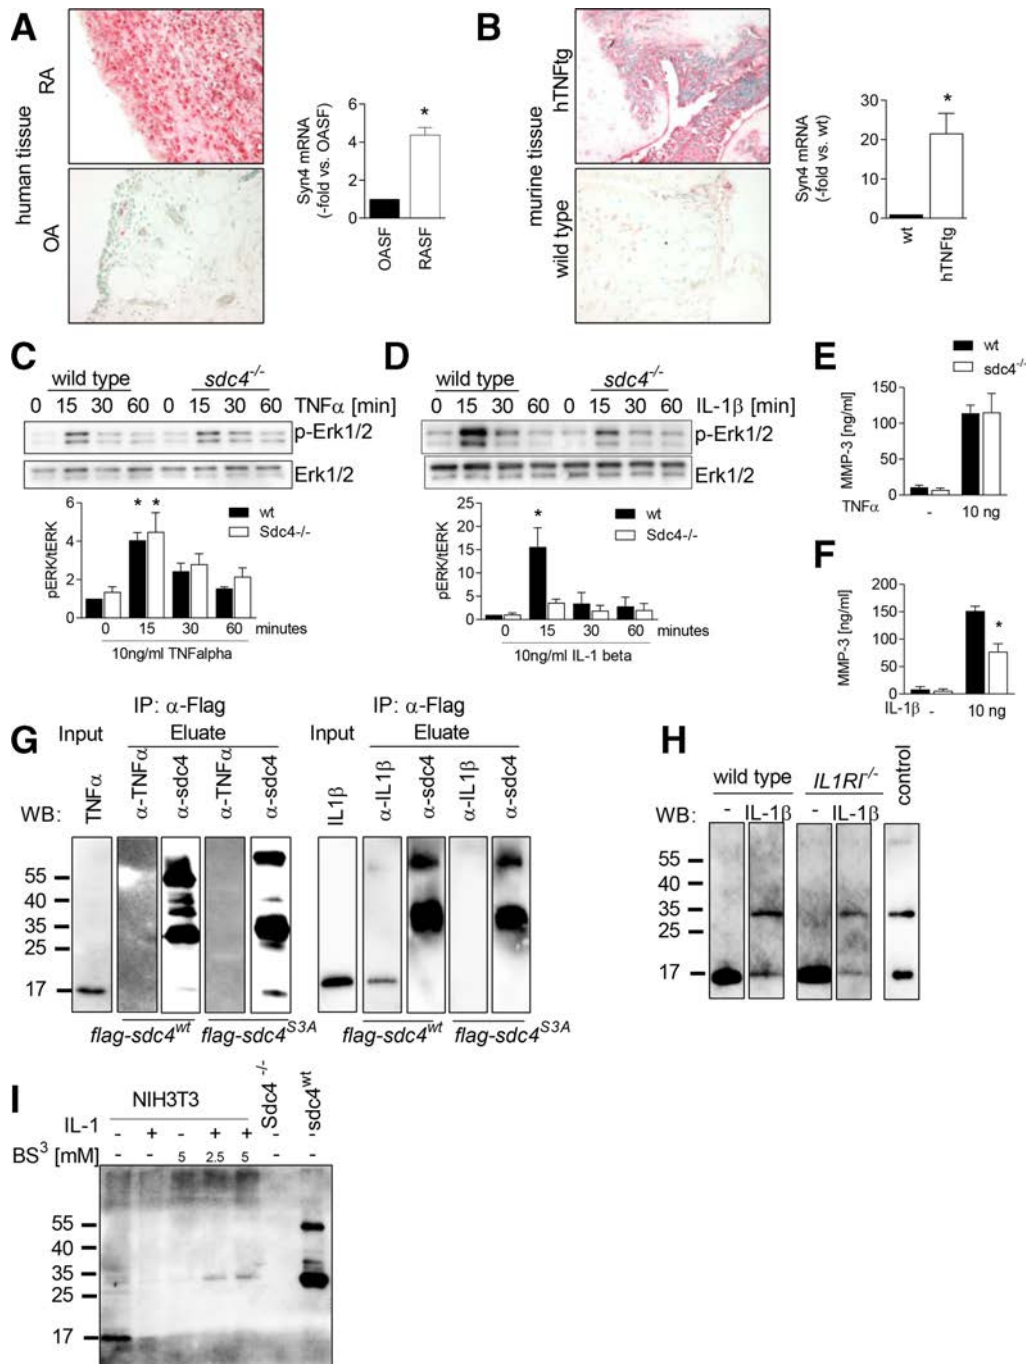 A
human tissue
RA
OA
Syn4 mRNA
(-fold vs. OASF)
6
4
2
0
*
OASF
RASF
B
murine tissue
hTNFtg
wild type
Syn4 mRNA
(-fold vs. wt)
30
20
10
0
*
wt
hTNFtg
C
wild type sdc4-/-
0 15 30 60 0 15 30 60 TNFα [min]
p-Erk1/2
Erk1/2
pERK/tERK
6
4
2
0
* *
wt
Sdc4-/-
0 15 30 60 minutes
10ng/ml TNFalpha
D
wild type sdc4-/-
0 15 30 60 0 15 30 60 IL-1β [min]
p-Erk1/2
Erk1/2
pERK/tERK
25
20
15
10
5
0
*
wt
Sdc4-/-
0 15 30 60 minutes
10ng/ml IL-1 beta
E
wt
sdc4-/-
MMP-3 [ng/ml]
150
100
50
0
TNFα - 10 ng
F
MMP-3 [ng/ml]
200
150
100
50
0
*
IL-1β - 10 ng
G
IP: α-Flag
Input Eluate
WB: TNFα α-TNFα α-sdc4 α-TNFα α-sdc4
55
40
35
25
17
flag-sdc4wt flag-sdc4S3A
IP: α-Flag
Input Eluate
IL1β α-IL1β α-sdc4 α-IL1β α-sdc4
flag-sdc4wt flag-sdc4S3A
H
wild type IL1RI-/- control
WB: - IL-1β - IL-1β
55
40
35
25
17
I
NIH3T3 Sdc4-/- sdc4wt
IL-1 - + - + + - -
BS3 [mM] - - 5 2.5 5 - -
55
40
35
25
17